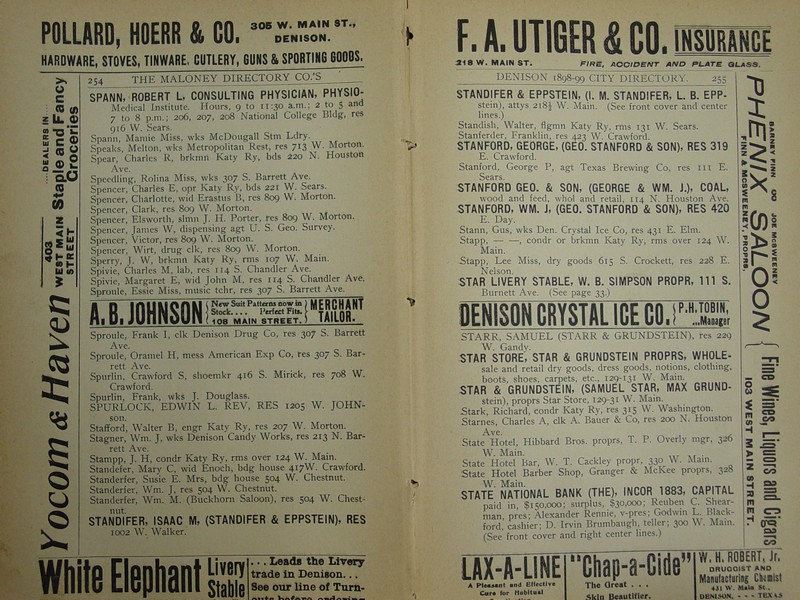 POLLARD, HOERR & CO. 305 W. MAIN ST., DENISON.
HARDWARE, STOVES, TINWARE, CUTLERY, GUNS & SPORTING GOODS.
...DEALERS IN...
Staple and Fancy
Groceries
403
WEST MAIN
STREET
Yocom & Haven
254 THE MALONEY DIRECTORY CO.'S
SPANN, ROBERT L, CONSULTING PHYSICIAN, PHYSIO-
Medical Institute. Hours, 9 to 11:30 a.m.; 2 to 5 and
7 to 8 p.m.; 206, 207, 208 National College Bldg, res
916 W. Sears.
Spann, Mamie Miss, wks McDougall Stm Ldry.
Speaks, Melton, wks Metropolitan Rest, res 713 W. Morton.
Spear, Charles R, brkmn Katy Ry, bds 220 N. Houston
Ave.
Speedling, Rolina Miss, wks 307 S. Barrett Ave.
Spencer, Charles E, opr Katy Ry, bds 221 W. Sears.
Spencer, Charlotte, wid Erastus B, res 809 W. Morton.
Spencer, Clark, res 809 W. Morton.
Spencer, Elsworth, slmn J. H. Porter, res 809 W. Morton.
Spencer, James W, dispensing agt U. S. Geo. Survey.
Spencer, Victor, res 809 W. Morton.
Spencer, Wirt, drug clk, res 809 W. Morton.
Sperry, J. W, brkmn Katy Ry, rms 107 W. Main.
Spivie, Charles M, lab, res 114 S. Chandler Ave.
Spivie, Margaret E, wid John M, res 114 S. Chandler Ave.
Sproule, Essie Miss, music tchr, res 307 S. Barrett Ave.
A. B. JOHNSON { New Suit Patterns now in Stock.... Perfect Fits. 108 MAIN STREET. } MERCHANT TAILOR.
Sproule, Frank I, clk Denison Drug Co, res 307 S. Barrett
Ave.
Sproule, Oramel H, mess American Exp Co, res 307 S. Bar-
rett Ave.
Spurlin, Crawford S, shoemkr 416 S. Mirick, res 708 W.
Crawford.
Spurlin, Frank, wks J. Douglass.
SPURLOCK, EDWIN L. REV, RES 1205 W. JOHN-
son.
Stafford, Walter B, engr Katy Ry, res 207 W. Morton.
Stagner, Wm. J, wks Denison Candy Works, res 213 N. Bar-
rett Ave.
Stampp, J. H, condr Katy Ry, rms over 124 W. Main.
Standefer, Mary C, wid Enoch, bdg house 417W. Crawford.
Standerfer, Susie E. Mrs, bdg house 504 W. Chestnut.
Standerfer, Wm. J, res 504 W. Chestnut.
Standerfer, Wm. M. (Buckhorn Saloon), res 504 W. Chest-
nut.
STANDIFER, ISAAC M, (STANDIFER & EPPSTEIN), RES
1002 W. Walker.
White Elephant Livery Stable
... Leads the Livery
trade in Denison...
See our line of Turn-
outs before ordering
F. A. UTIGER & CO. INSURANCE
218 W. MAIN ST. FIRE, ACCIDENT AND PLATE GLASS.
DENISON 1898-99 CITY DIRECTORY. 255
STANDIFER & EPPSTEIN, (I. M. STANDIFER, L. B. EPP-
stein), attys 218½ W. Main. (See front cover and center
lines.)
Standish, Walter, flgmn Katy Ry, rms 131 W. Sears.
Stanferder, Franklin, res 423 W. Crawford.
STANFORD, GEORGE, (GEO. STANFORD & SON), RES 319
E. Crawford.
Stanford, George P, agt Texas Brewing Co, res 111 E.
Sears.
STANFORD GEO. & SON, (GEORGE & WM. J.), COAL,
wood and feed, whol and retail, 114 N. Houston Ave.
STANFORD, WM. J, (GEO. STANFORD & SON), RES 420
E. Day.
Stann, Gus, wks Den. Crystal Ice Co, res 431 E. Elm.
Stapp, — —, condr or brkmn Katy Ry, rms over 124 W.
Main.
Stapp, Lee Miss, dry goods 615 S. Crockett, res 228 E.
Nelson.
STAR LIVERY STABLE, W. B. SIMPSON PROPR, 111 S.
Burnett Ave. (See page 33.)
DENISON CRYSTAL ICE CO. { P. H. TOBIN, ...Manager
STARR, SAMUEL (STARR & GRUNDSTEIN), res 229
W. Gandy.
STAR STORE, STAR & GRUNDSTEIN PROPRS, WHOLE-
sale and retail dry goods, dress goods, notions, clothing,
boots, shoes, carpets, etc., 129-131 W. Main.
STAR & GRUNDSTEIN, (SAMUEL STAR, MAX GRUND-
stein), proprs Star Store, 129-31 W. Main.
Stark, Richard, condr Katy Ry, res 315 W. Washington.
Starnes, Charles A, clk A. Bauer & Co, res 200 N. Houston
Ave.
State Hotel, Hibbard Bros. proprs, T. P. Overly mgr, 326
W. Main.
State Hotel Bar, W. T. Cackley propr, 330 W. Main.
State Hotel Barber Shop, Granger & McKee proprs, 328
W. Main.
STATE NATIONAL BANK (THE), INCOR 1883, CAPITAL
paid in, $150,000; surplus, $30,000; Reuben C. Shear-
man, pres; Alexander Rennie, v-pres; Godwin L. Black-
ford, cashier; D. Irvin Brumbaugh, teller; 300 W. Main.
(See front cover and right center lines.)
BARNEY FINN JOE McSWEENEY
FINN & McSWEENEY, PROPRS.
PHENIX SALOON
Fine Wines, Liquors and Cigars
103 WEST MAIN STREET.
LAX-A-LINE
A Pleasant and Effective
Cure for Habitual
"Chap-a-Cide"
The Great ...
Skin Beautifier.
W. H. ROBERT, Jr.
DRUGGIST AND
Manufacturing Chemist
431 W. Main St.,
DENISON, - - - TEXAS